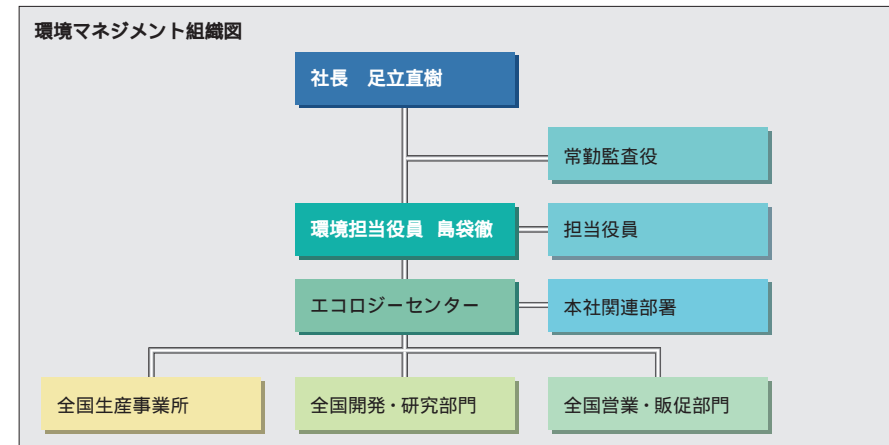 環境マネジメント組織図
社長　足立直樹
常勤監査役
環境担当役員 島袋徹
担当役員
エコロジーセンター
本社関連部署
全国生産事業所
全国開発・研究部門
全国営業・販促部門